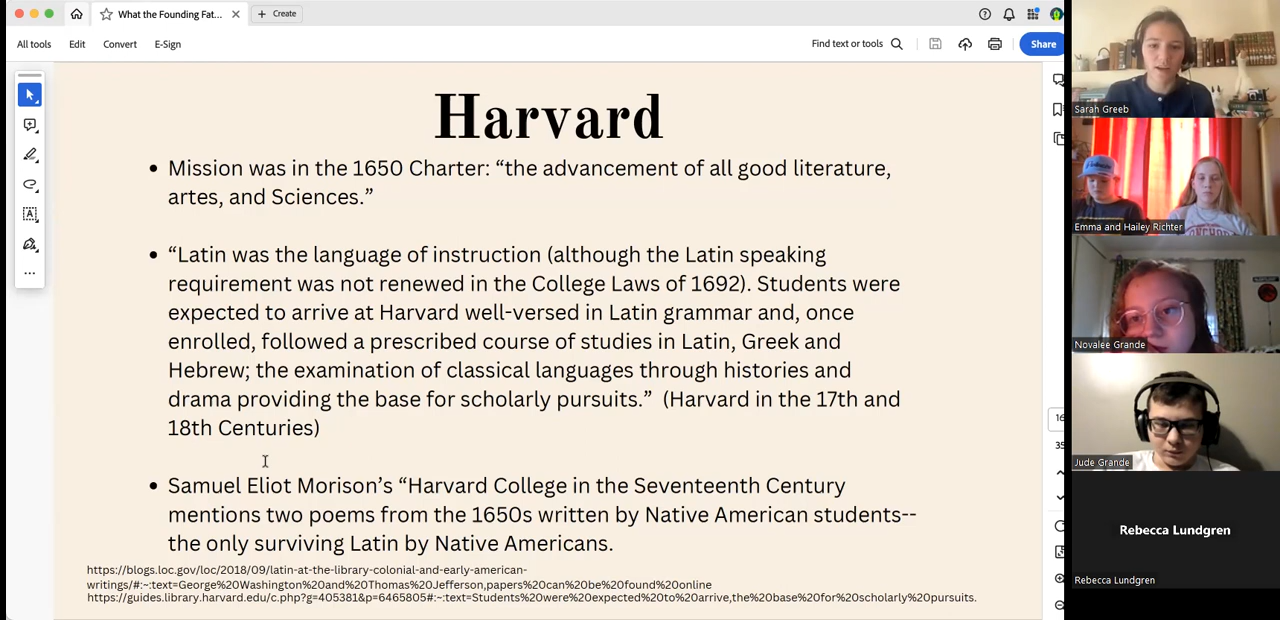 What the Founding Fat...
Create
All tools
Edit
Convert
E-Sign
Find text or tools
Share
Harvard
• Mission was in the 1650 Charter: “the advancement of all good literature,
artes, and Sciences.”
• “Latin was the language of instruction (although the Latin speaking
requirement was not renewed in the College Laws of 1692). Students were
expected to arrive at Harvard well-versed in Latin grammar and, once
enrolled, followed a prescribed course of studies in Latin, Greek and
Hebrew; the examination of classical languages through histories and
drama providing the base for scholarly pursuits.” (Harvard in the 17th and
18th Centuries)
• Samuel Eliot Morison’s “Harvard College in the Seventeenth Century
mentions two poems from the 1650s written by Native American students--
the only surviving Latin by Native Americans.
https://blogs.loc.gov/loc/2018/09/latin-at-the-library-colonial-and-early-american-
writings/#:~:text=George%20Washington%20and%20Thomas%20Jefferson,papers%20can%20be%20found%20online
https://guides.library.harvard.edu/c.php?g=405381&p=6465805#:~:text=Students%20were%20expected%20to%20arrive,the%20base%20for%20scholarly%20pursuits.
Sarah Greeb
Emma and Hailey Richter
Novalee Grande
Jude Grande
Rebecca Lundgren
Rebecca Lundgren